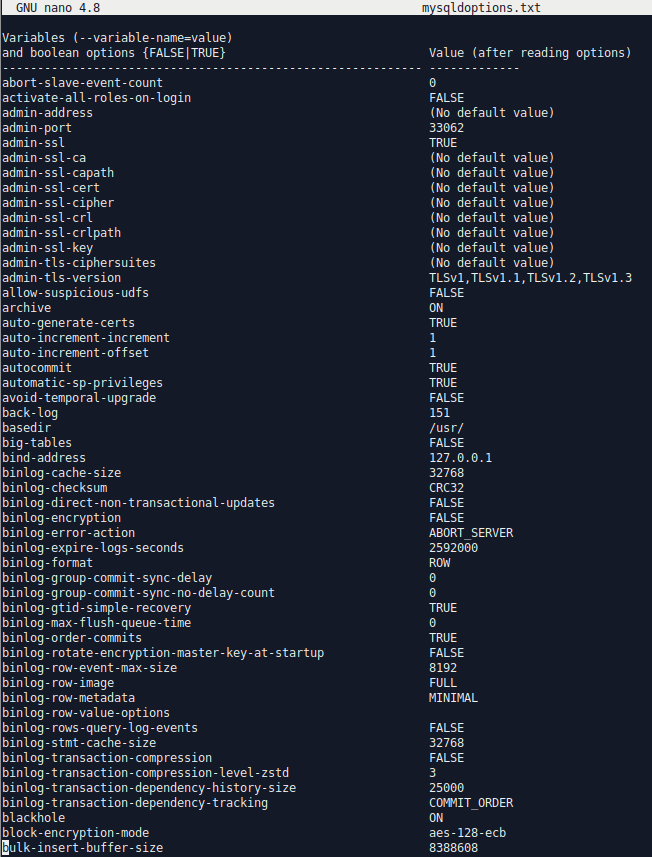 GNU nano 4.8 mysqldoptions.txt
Variables (--variable-name=value)
and boolean options {FALSE|TRUE} Value (after reading options)
------------------------------------------------------------ -------------
abort-slave-event-count 0
activate-all-roles-on-login FALSE
admin-address (No default value)
admin-port 33062
admin-ssl TRUE
admin-ssl-ca (No default value)
admin-ssl-capath (No default value)
admin-ssl-cert (No default value)
admin-ssl-cipher (No default value)
admin-ssl-crl (No default value)
admin-ssl-crlpath (No default value)
admin-ssl-key (No default value)
admin-tls-ciphersuites (No default value)
admin-tls-version TLSv1,TLSv1.1,TLSv1.2,TLSv1.3
allow-suspicious-udfs FALSE
archive ON
auto-generate-certs TRUE
auto-increment-increment 1
auto-increment-offset 1
autocommit TRUE
automatic-sp-privileges TRUE
avoid-temporal-upgrade FALSE
back-log 151
basedir /usr/
big-tables FALSE
bind-address 127.0.0.1
binlog-cache-size 32768
binlog-checksum CRC32
binlog-direct-non-transactional-updates FALSE
binlog-encryption FALSE
binlog-error-action ABORT_SERVER
binlog-expire-logs-seconds 2592000
binlog-format ROW
binlog-group-commit-sync-delay 0
binlog-group-commit-sync-no-delay-count 0
binlog-gtid-simple-recovery TRUE
binlog-max-flush-queue-time 0
binlog-order-commits TRUE
binlog-rotate-encryption-master-key-at-startup FALSE
binlog-row-event-max-size 8192
binlog-row-image FULL
binlog-row-metadata MINIMAL
binlog-row-value-options
binlog-rows-query-log-events FALSE
binlog-stmt-cache-size 32768
binlog-transaction-compression FALSE
binlog-transaction-compression-level-zstd 3
binlog-transaction-dependency-history-size 25000
binlog-transaction-dependency-tracking COMMIT_ORDER
blackhole ON
block-encryption-mode aes-128-ecb
bulk-insert-buffer-size 8388608